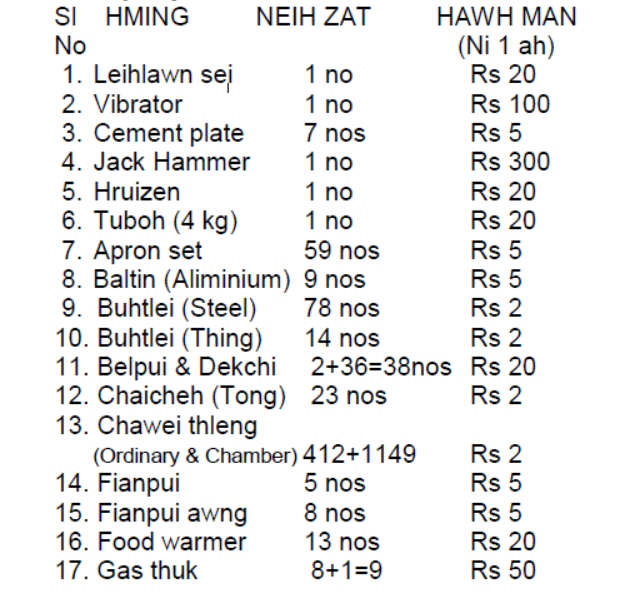 Sl HMING NEIH ZAT HAWH MAN
No (Ni 1 ah)
1. Leihlawn sei 1 no Rs 20
2. Vibrator 1 no Rs 100
3. Cement plate 7 nos Rs 5
4. Jack Hammer 1 no Rs 300
5. Hruizen 1 no Rs 20
6. Tuboh (4 kg) 1 no Rs 20
7. Apron set 59 nos Rs 5
8. Baltin (Aliminium) 9 nos Rs 5
9. Buhtlei (Steel) 78 nos Rs 2
10. Buhtlei (Thing) 14 nos Rs 2
11. Belpui & Dekchi 2+36=38nos Rs 20
12. Chaicheh (Tong) 23 nos Rs 2
13. Chawei thleng
(Ordinary & Chamber) 412+1149 Rs 2
14. Fianpui 5 nos Rs 5
15. Fianpui awng 8 nos Rs 5
16. Food warmer 13 nos Rs 20
17. Gas thuk 8+1=9 Rs 50